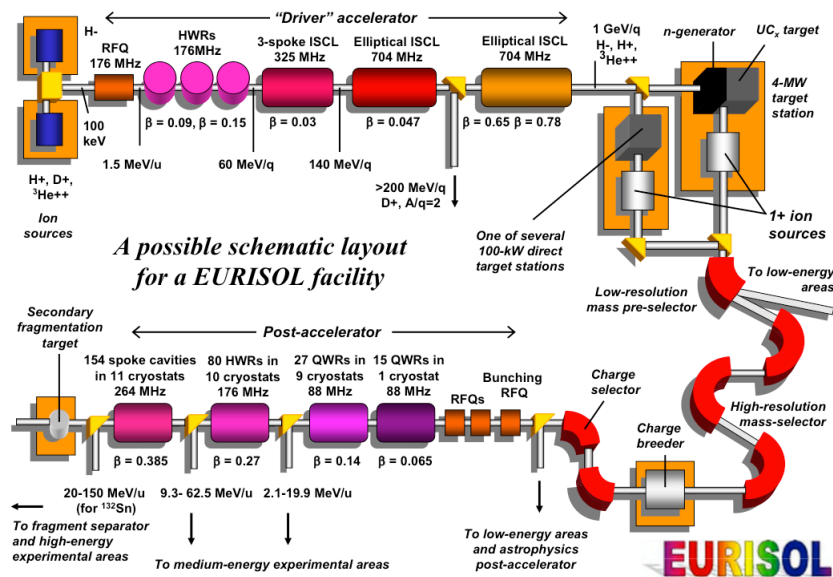 "Driver" accelerator
H-
RFQ
176 MHz
HWRs
176MHz
3-spoke ISCL
325 MHz
Elliptical ISCL
704 MHz
Elliptical ISCL
704 MHz
1 GeV/q
H-, H+,
³He++
n-generator
UCₓ target
4-MW
target
station
100
keV
β = 0.09, β = 0.15
β = 0.03
β = 0.047
β = 0.65 β = 0.78
1.5 MeV/u
60 MeV/q
140 MeV/q
H+, D+,
³He++
Ion
sources
>200 MeV/q
D+, A/q=2
One of several
100-kW direct
target stations
1+ ion
sources
A possible schematic layout
for a EURISOL facility
Low-resolution
mass pre-selector
To low-energy
areas
Secondary
fragmentation
target
Post-accelerator
154 spoke cavities
in 11 cryostats
264 MHz
80 HWRs in
10 cryostats
176 MHz
27 QWRs in
9 cryostats
88 MHz
15 QWRs in
1 cryostat
88 MHz
RFQs
Bunching
RFQ
Charge
selector
High-resolution
mass-selector
Charge
breeder
β = 0.385
β = 0.27
β = 0.14
β = 0.065
20-150 MeV/u
(for ¹³²Sn)
9.3- 62.5 MeV/u
2.1-19.9 MeV/u
To fragment separator
and high-energy
experimental areas
To medium-energy experimental areas
To low-energy areas
and astrophysics
post-accelerator
EURISOL